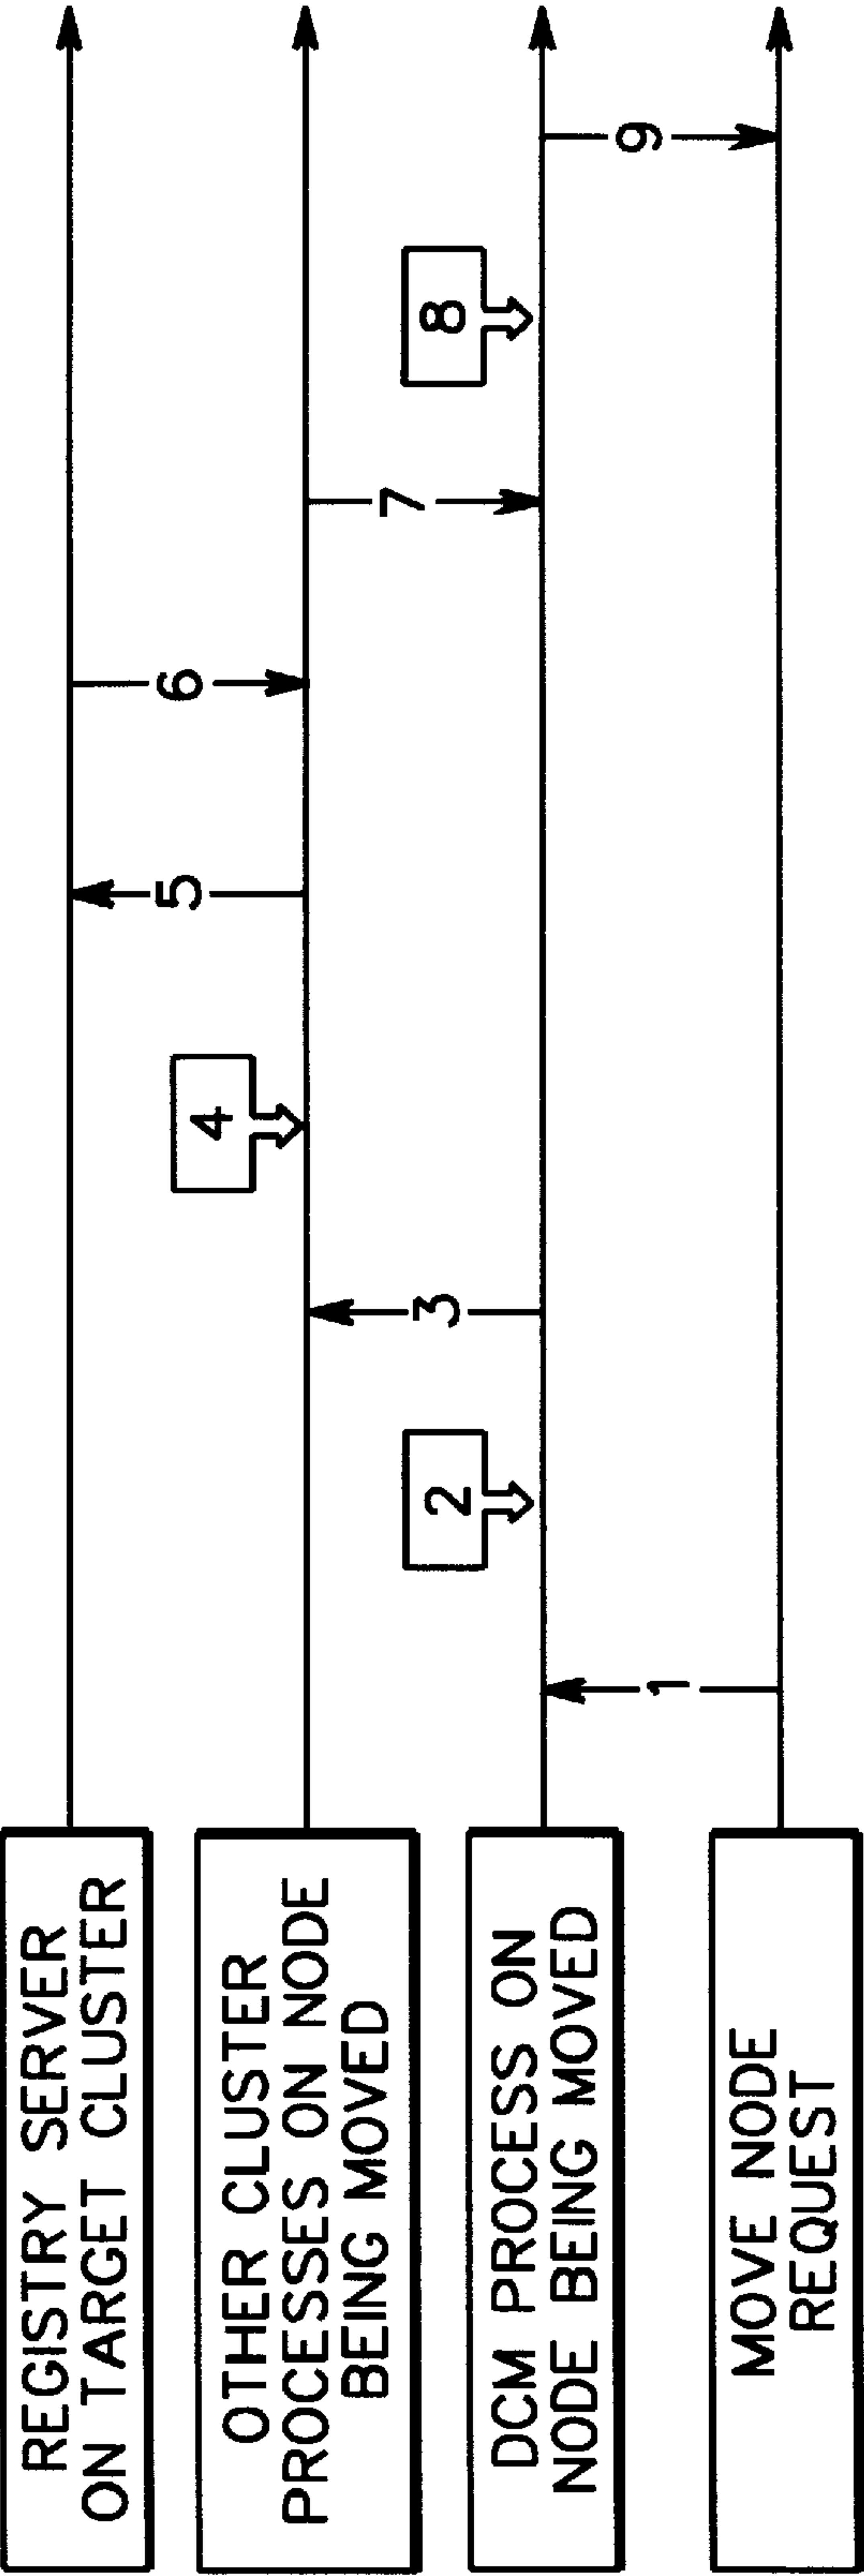 REGISTRY SERVER
ON TARGET CLUSTER
OTHER CLUSTER
PROCESSES ON NODE
BEING MOVED
DCM PROCESS ON
NODE BEING MOVED
MOVE NODE
REQUEST
1
2
3
4
5
6
7
8
9